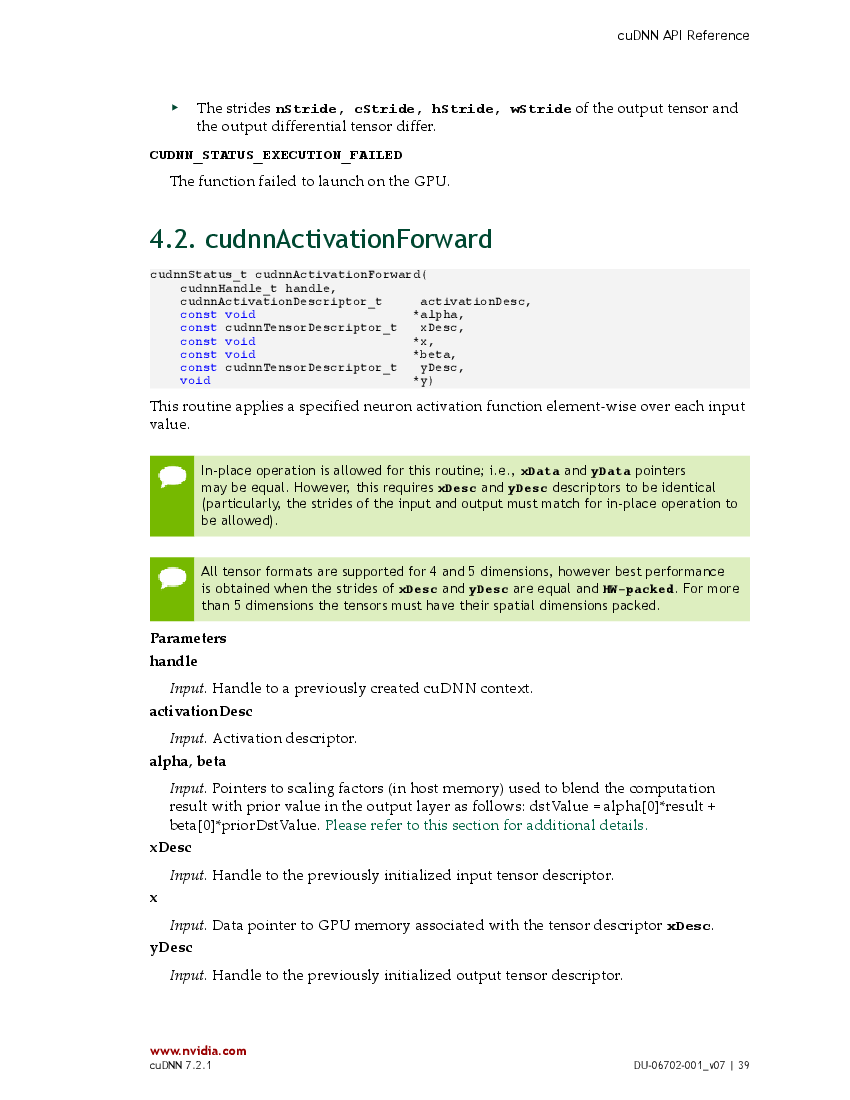 cuDNN API Reference
▸ The strides nStride, cStride, hStride, wStride of the output tensor and
the output differential tensor differ.
CUDNN_STATUS_EXECUTION_FAILED
The function failed to launch on the GPU.
4.2. cudnnActivationForward
cudnnStatus_t cudnnActivationForward(
    cudnnHandle_t handle,
    cudnnActivationDescriptor_t     activationDesc,
    const void                     *alpha,
    const cudnnTensorDescriptor_t   xDesc,
    const void                     *x,
    const void                     *beta,
    const cudnnTensorDescriptor_t   yDesc,
    void                           *y)
This routine applies a specified neuron activation function element-wise over each input
value.
In-place operation is allowed for this routine; i.e., xData and yData pointers
may be equal. However, this requires xDesc and yDesc descriptors to be identical
(particularly, the strides of the input and output must match for in-place operation to
be allowed).
All tensor formats are supported for 4 and 5 dimensions, however best performance
is obtained when the strides of xDesc and yDesc are equal and HW-packed. For more
than 5 dimensions the tensors must have their spatial dimensions packed.
Parameters
handle
Input. Handle to a previously created cuDNN context.
activationDesc
Input. Activation descriptor.
alpha, beta
Input. Pointers to scaling factors (in host memory) used to blend the computation
result with prior value in the output layer as follows: dstValue = alpha[0]*result +
beta[0]*priorDstValue. Please refer to this section for additional details.
xDesc
Input. Handle to the previously initialized input tensor descriptor.
x
Input. Data pointer to GPU memory associated with the tensor descriptor xDesc.
yDesc
Input. Handle to the previously initialized output tensor descriptor.
www.nvidia.com
cuDNN 7.2.1
DU-06702-001_v07 | 39